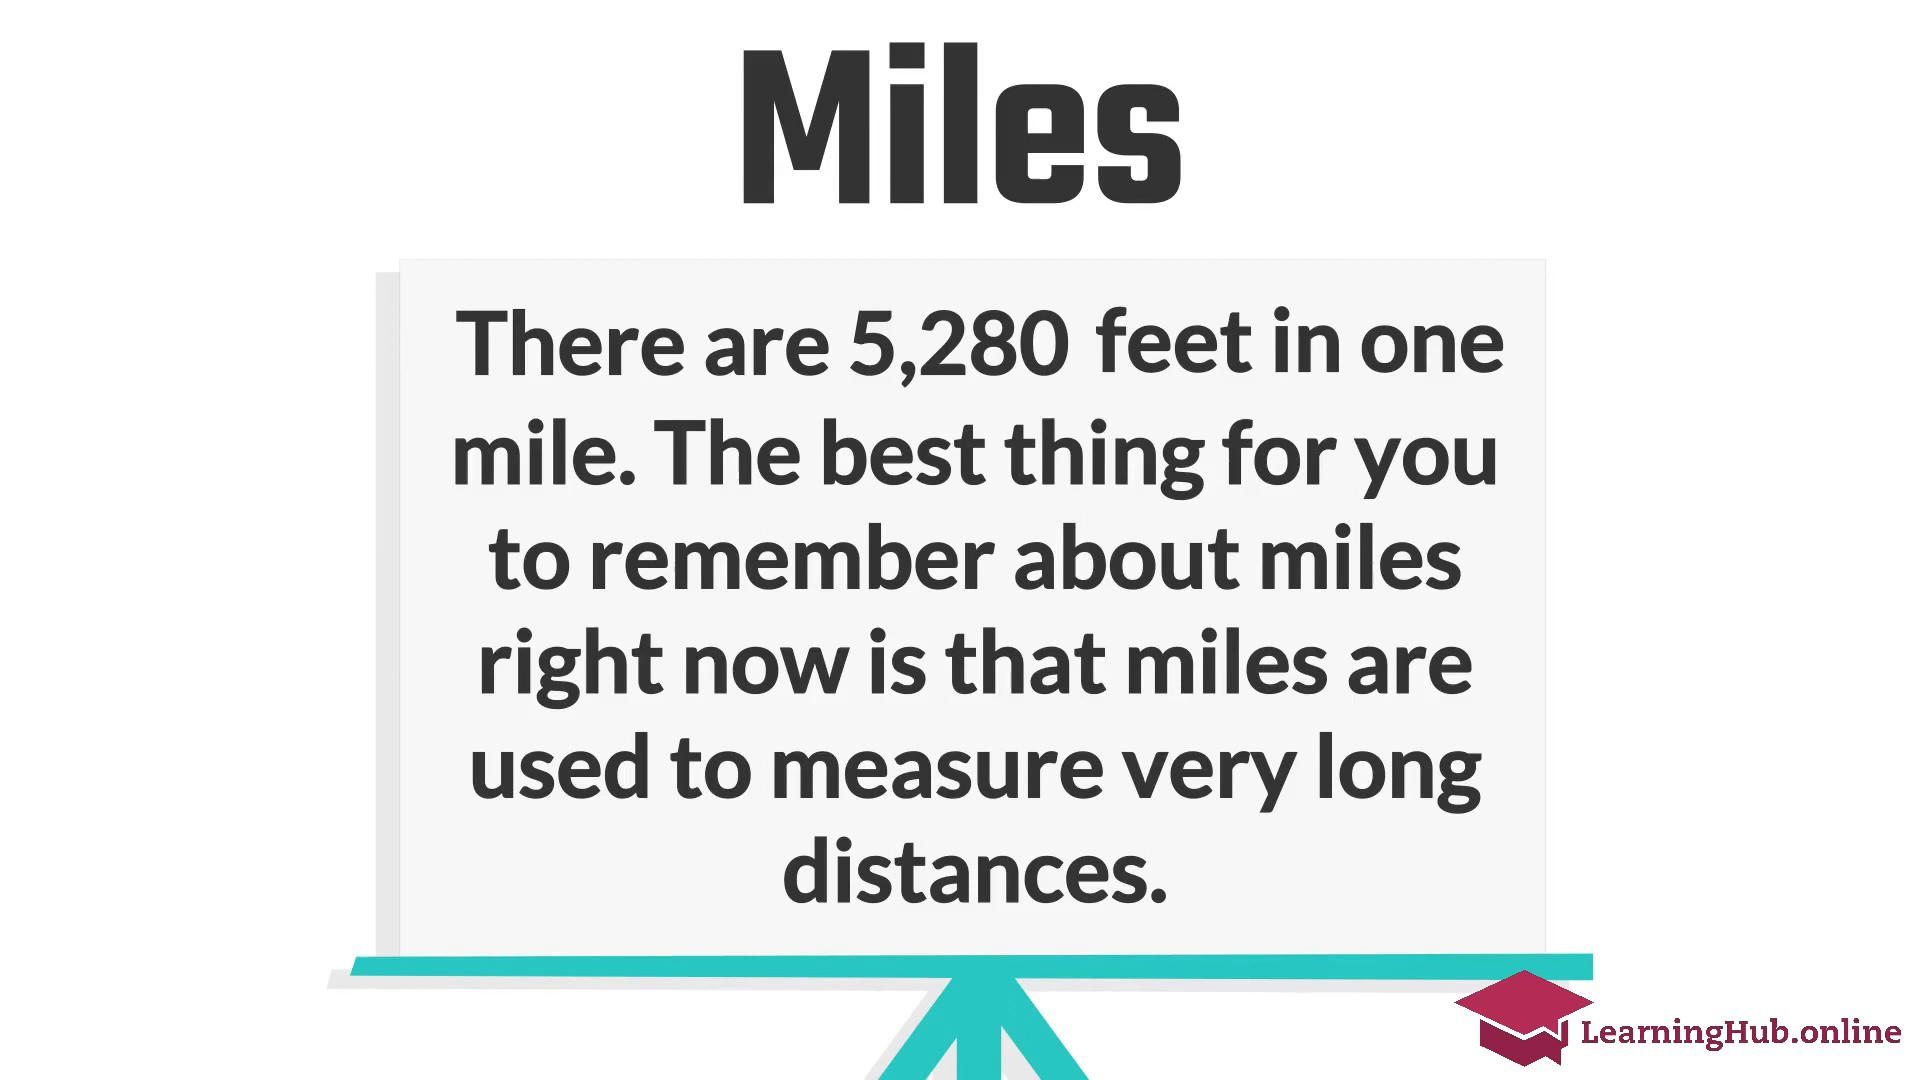 Miles
There are 5,280 feet in one
mile. The best thing for you
to remember about miles
right now is that miles are
used to measure very long
distances.
LearningHub.online